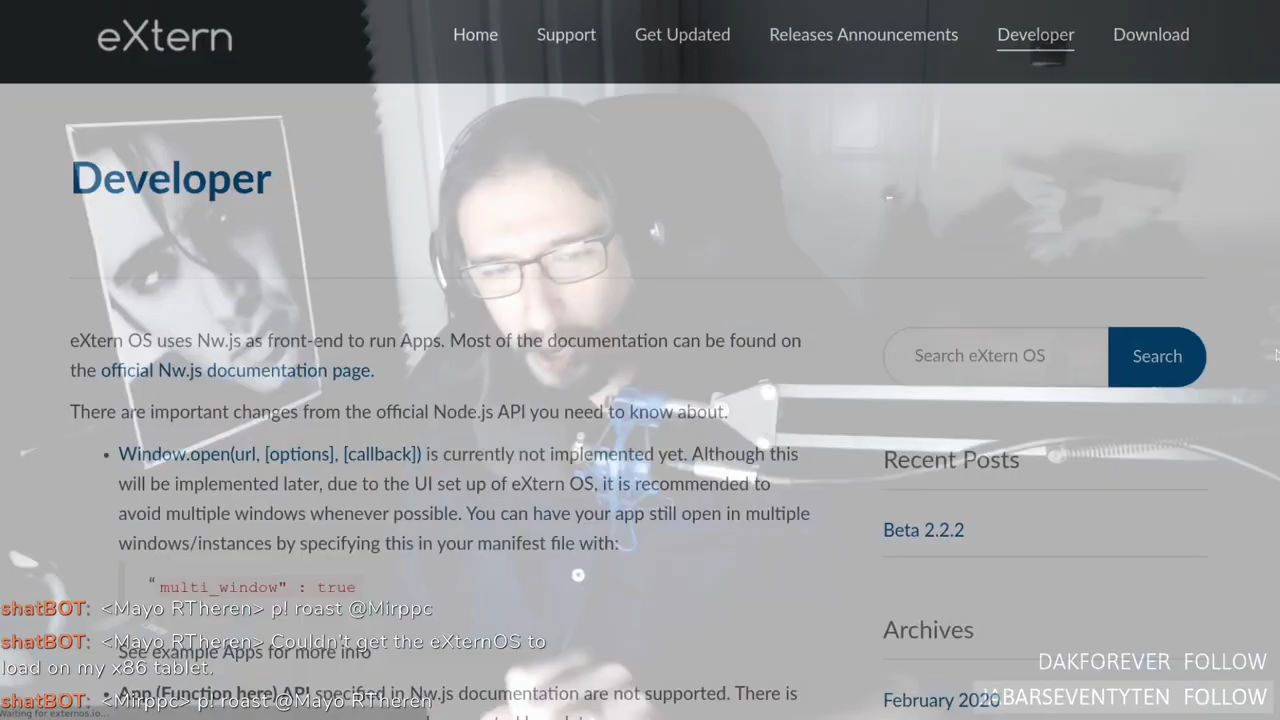 eXtern
Home Support Get Updated Releases Announcements Developer Download
Developer
eXtern OS uses Nw.js as front-end to run Apps. Most of the documentation can be found on
the official Nw.js documentation page.
There are important changes from the official Node.js API you need to know about.
• Window.open(url, [options], [callback]) is currently not implemented yet. Although this
will be implemented later, due to the UI set up of eXtern OS, it is recommended to
avoid multiple windows whenever possible. You can have your app still open in multiple
windows/instances by specifying this in your manifest file with:
“multi_window" : true
See example Apps for more info
• App (Function here) API specified in Nw.js documentation are not supported. There is
Search eXtern OS Search
Recent Posts
Beta 2.2.2
Archives
February 2020
shatBOT: <Mayo RTheren> p! roast @Mirppc
shatBOT: <Mayo RTheren> Couldn't get the eXternOS to
load on my x86 tablet.
shatBOT: <Mirppc> p! roast @Mayo RTheren
Waiting for externos.io...
DAKFOREVER FOLLOW
JABARSEVENTYTEN FOLLOW